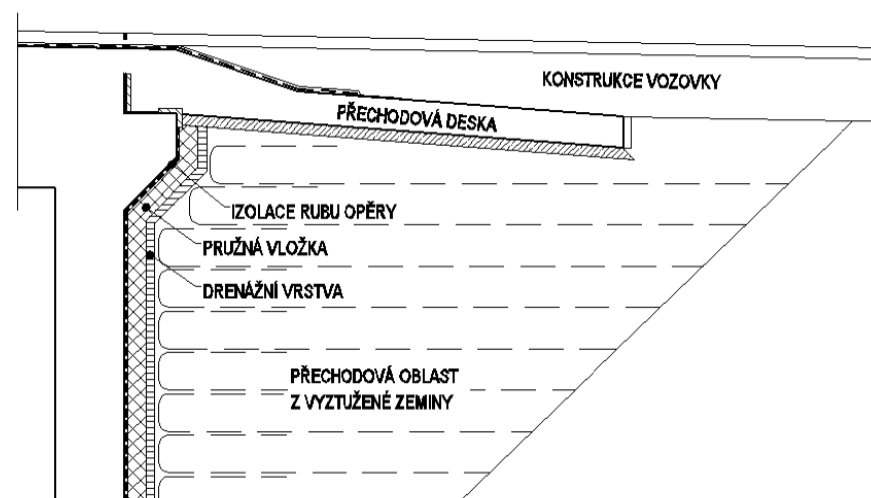 KONSTRUKCE VOZOVKY
PŘECHODOVÁ DESKA
IZOLACE RUBU OPĚRY
PRUŽNÁ VLOŽKA
DRENÁŽNÍ VRSTVA
PŘECHODOVÁ OBLAST
Z VYZTUŽENÉ ZEMINY